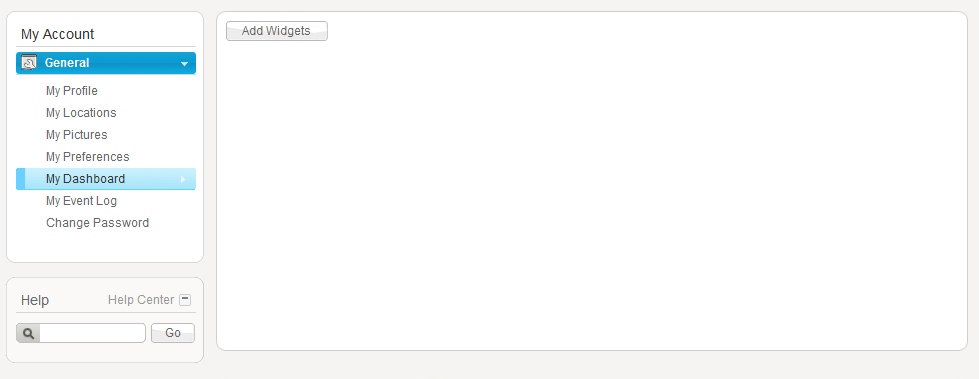 My Account
General
My Profile
My Locations
My Pictures
My Preferences
My Dashboard
My Event Log
Change Password
Help Help Center
Go
Add Widgets